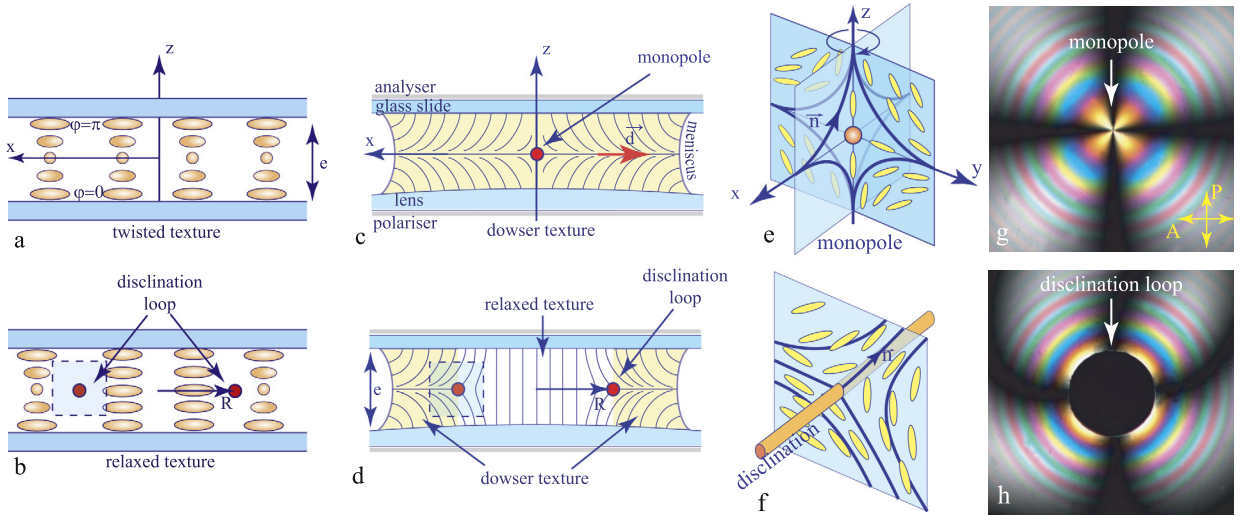 z
φ=π
x
φ=0
e
a
twisted texture
disclination
loop
R
b
relaxed texture
z
monopole
analyser
glass slide
d
x
meniscus
lens
polariser
c
dowser texture
disclination
loop
relaxed texture
e
R
d
dowser texture
z
n
x
y
e
monopole
n
disclination
f
monopole
P
A
g
disclination loop
h